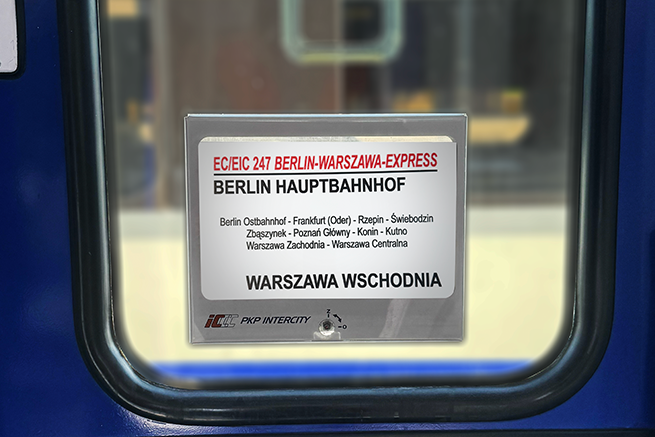 EC/EIC 247 BERLIN-WARSZAWA-EXPRESS
BERLIN HAUPTBAHNHOF
Berlin Ostbahnhof - Frankfurt (Oder) - Rzepin - Świebodzin
Zbąszynek - Poznań Główny - Konin - Kutno
Warszawa Zachodnia - Warszawa Centralna
WARSZAWA WSCHODNIA
IC PKP INTERCITY
Z
O